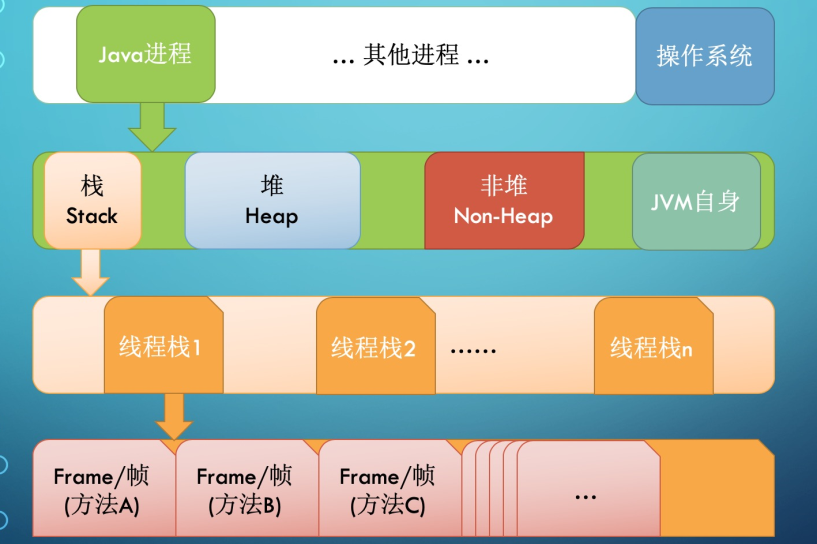 Java进程
... 其他进程 ...
操作系统
栈
Stack
堆
Heap
非堆
Non-Heap
JVM自身
线程栈1
线程栈2
……
线程栈n
Frame/帧
(方法A)
Frame/帧
(方法B)
Frame/帧
(方法C)
...